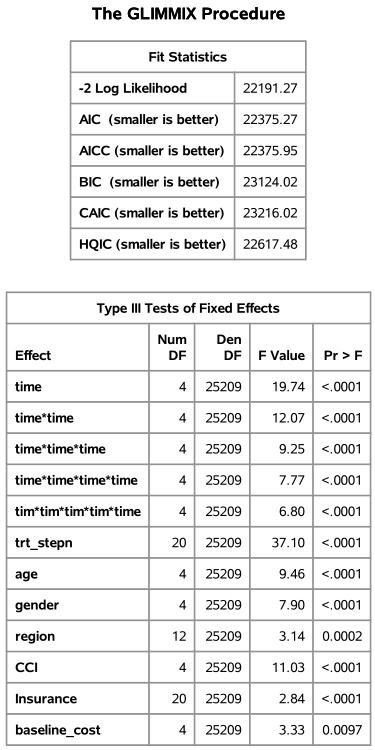 The GLIMMIX Procedure
Fit Statistics
-2 Log Likelihood 22191.27
AIC (smaller is better) 22375.27
AICC (smaller is better) 22375.95
BIC (smaller is better) 23124.02
CAIC (smaller is better) 23216.02
HQIC (smaller is better) 22617.48
Type III Tests of Fixed Effects
Effect Num DF Den DF F Value Pr > F
time 4 25209 19.74 <.0001
time*time 4 25209 12.07 <.0001
time*time*time 4 25209 9.25 <.0001
time*time*time*time 4 25209 7.77 <.0001
tim*tim*tim*tim*time 4 25209 6.80 <.0001
trt_stepn 20 25209 37.10 <.0001
age 4 25209 9.46 <.0001
gender 4 25209 7.90 <.0001
region 12 25209 3.14 0.0002
CCI 4 25209 11.03 <.0001
Insurance 20 25209 2.84 <.0001
baseline_cost 4 25209 3.33 0.0097